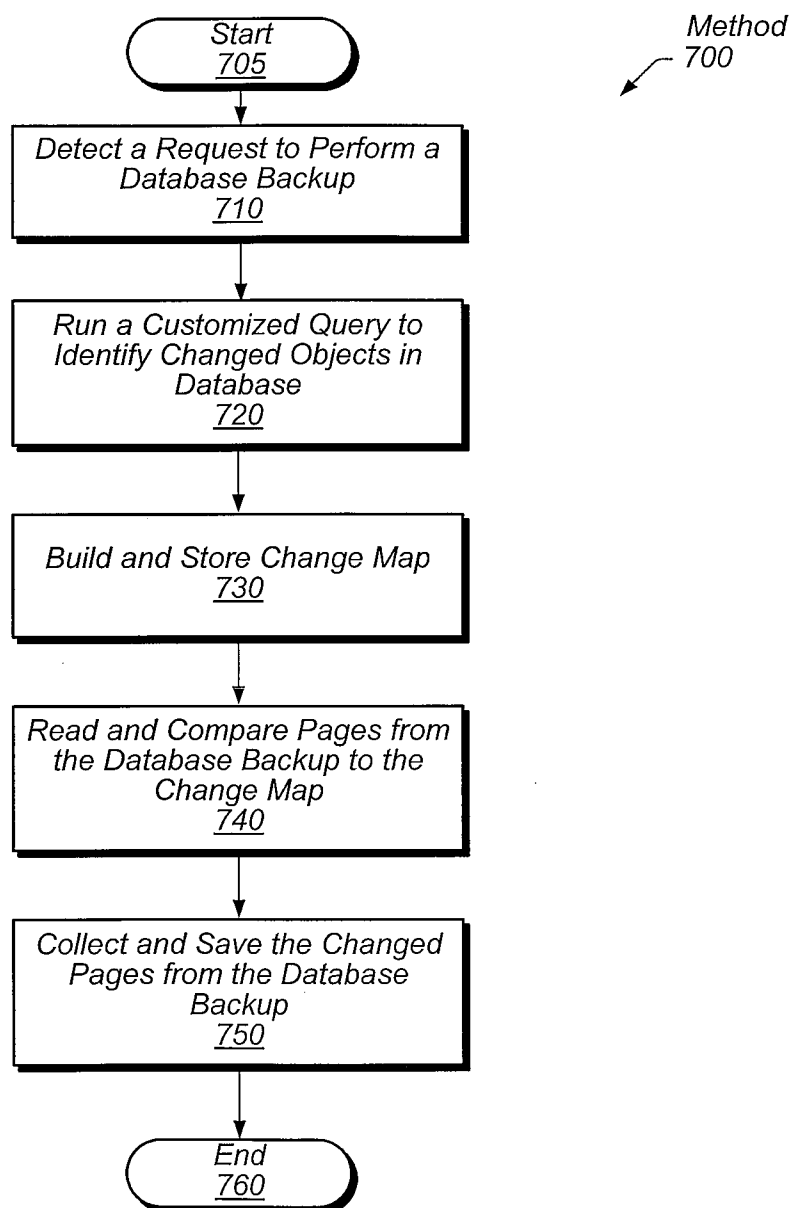 Start
705
Method
700
Detect a Request to Perform a
Database Backup
710
Run a Customized Query to
Identify Changed Objects in
Database
720
Build and Store Change Map
730
Read and Compare Pages from
the Database Backup to the
Change Map
740
Collect and Save the Changed
Pages from the Database
Backup
750
End
760